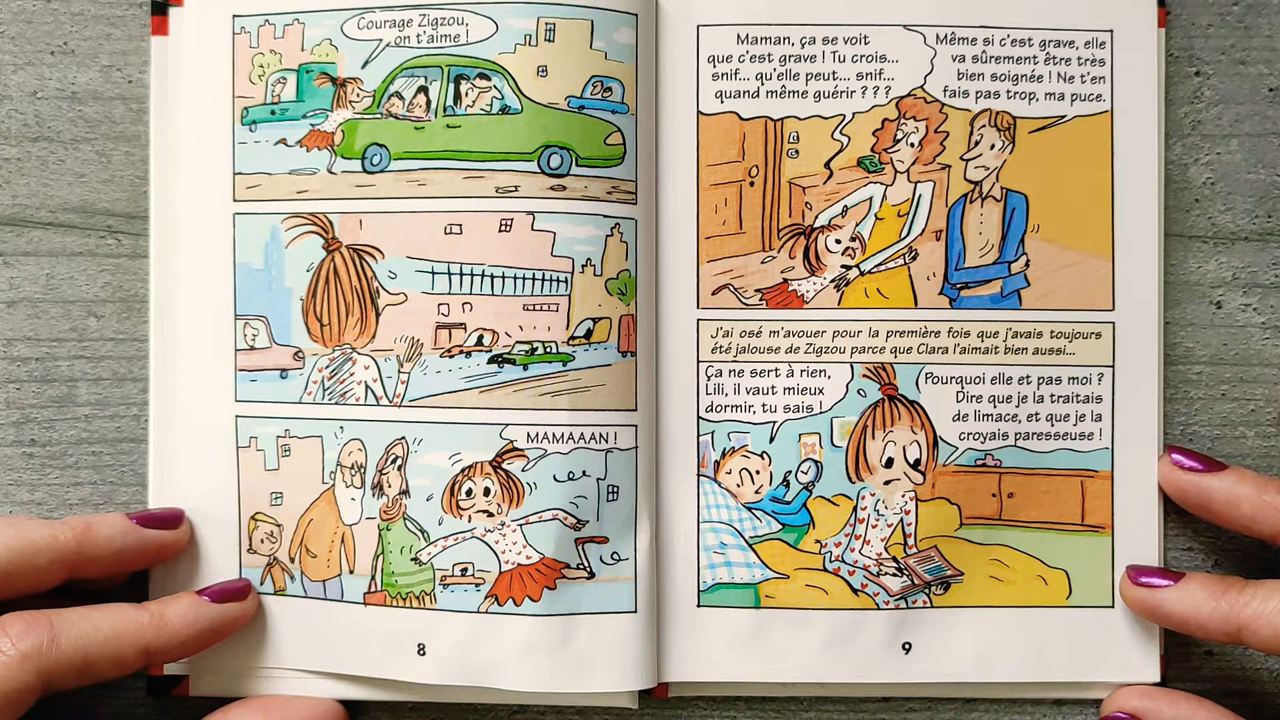 Courage Zigzou,
on t'aime !
MAMAAAN !
8
Maman, ça se voit
que c'est grave ! Tu crois...
snif... qu'elle peut... snif...
quand même guérir ? ? ?
Même si c'est grave, elle
va sûrement être très
bien soignée ! Ne t'en
fais pas trop, ma puce.
J'ai osé m'avouer pour la première fois que j'avais toujours
été jalouse de Zigzou parce que Clara l'aimait bien aussi...
Ça ne sert à rien,
Lili, il vaut mieux
dormir, tu sais !
Pourquoi elle et pas moi ?
Dire que je la traitais
de limace, et que je la
croyais paresseuse !
9